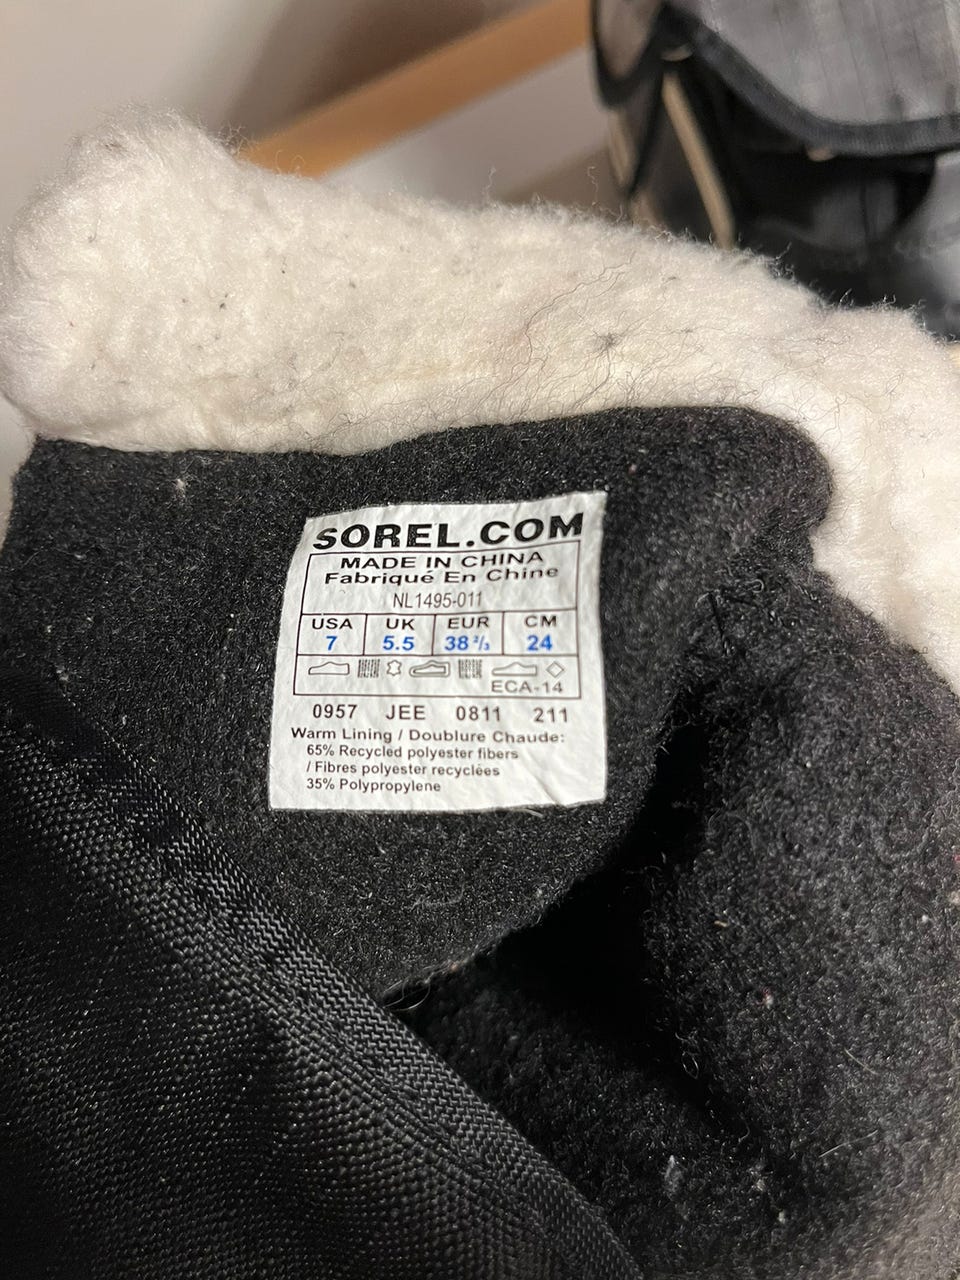 SOREL.COM
MADE IN CHINA
Fabriqué En Chine
NL1495-011
USA UK EUR CM
7 5.5 38 ⅔ 24
ECA-14
0957 JEE 0811 211
Warm Lining / Doublure Chaude:
65% Recycled polyester fibers
/ Fibres polyester recyclées
35% Polypropylene